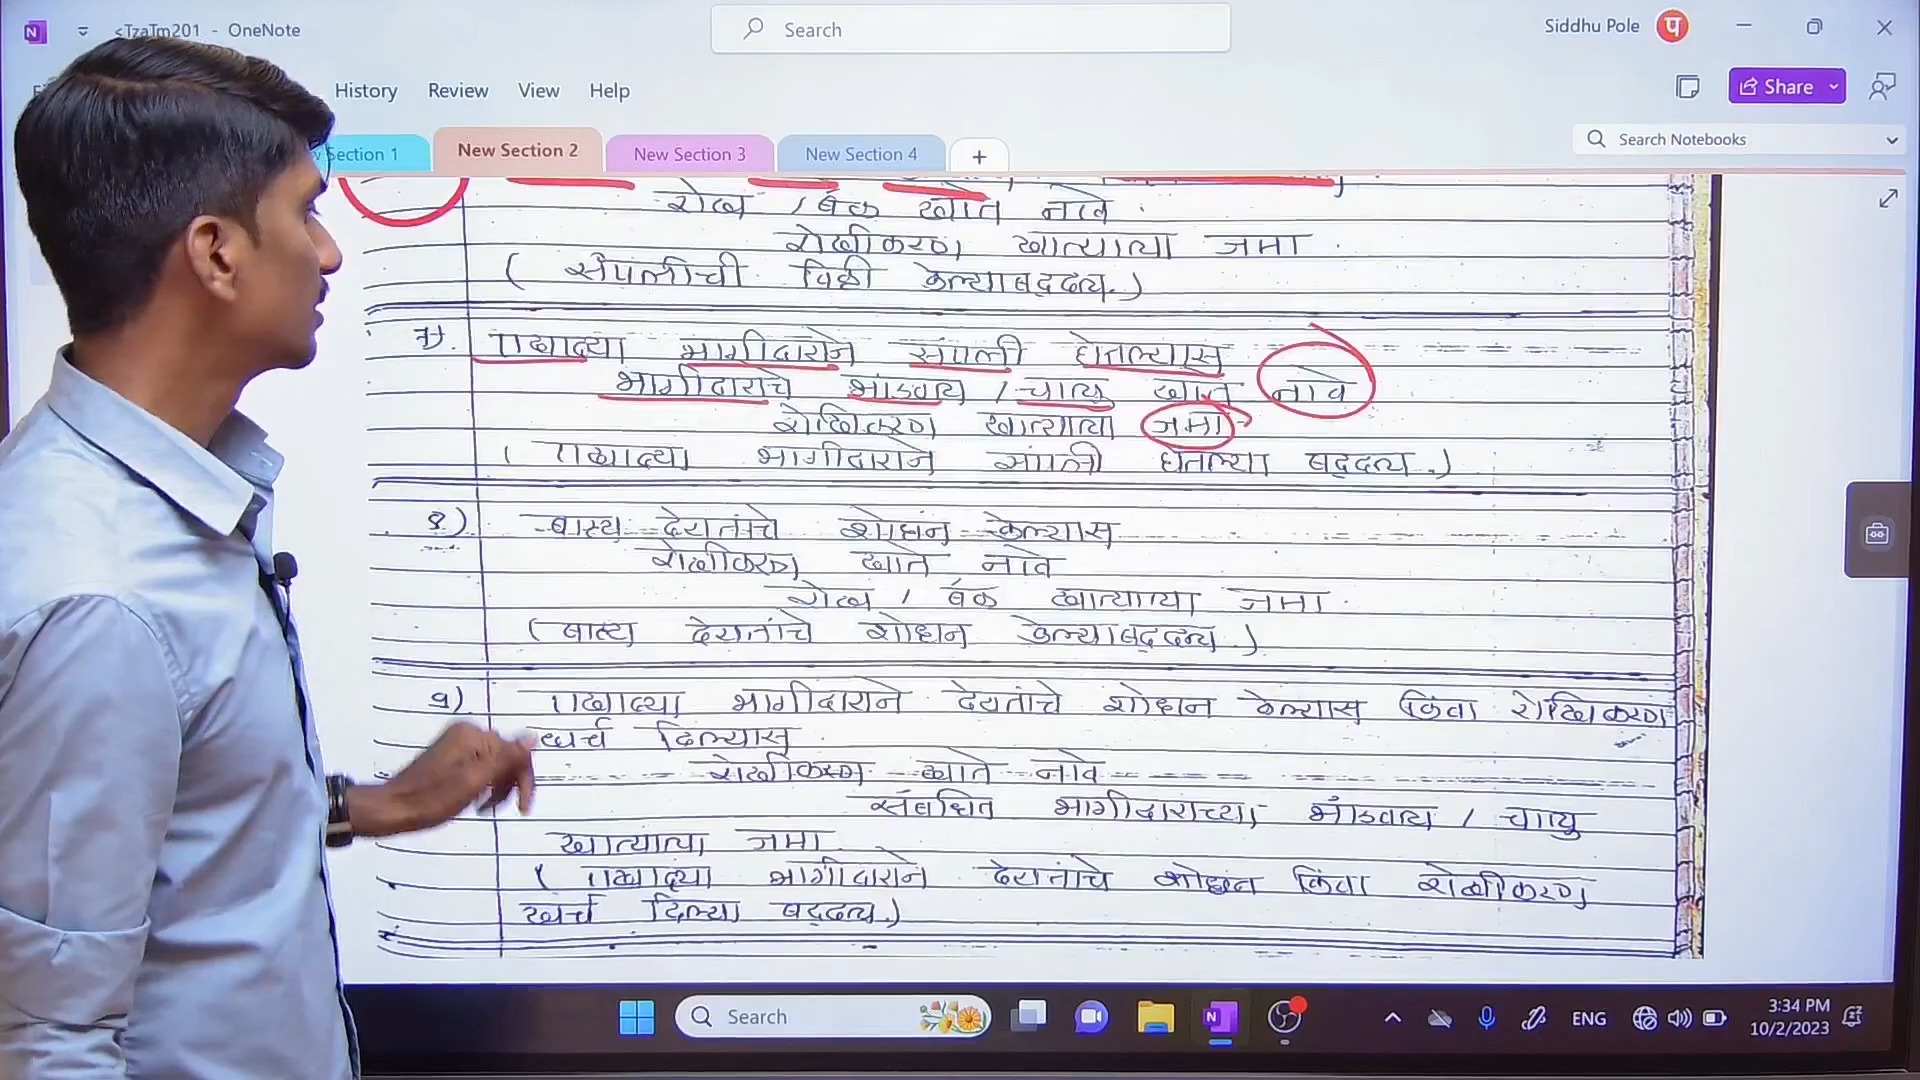 <TzaTm201 - OneNote
Search
Siddhu Pole
प
History Review View Help
Share
Section 1
New Section 2
New Section 3
New Section 4
+
Search Notebooks
रोख / बँक खाते नावे .
रोखीकरण खात्याला जमा .
( संपत्तीची विक्री केल्याबद्दल.)
7). एखाद्या भागीदाराने संपत्ती घेतल्यास
भागीदाराचे भांडवल / चालु खाते नावे
रोखिकरण खात्याला जमा
( एखाद्या भागीदाराने संपत्ती घेतल्या बद्दल.)
8) बाह्य देयतांचे शोधन केल्यास
रोखीकरण खाते नावे
रोख / बँक खात्याला जमा .
( बाह्य देयतांचे शोधन केल्याबद्दल.)
9) एखाद्या भागीदाराने देयतांचे शोधन केल्यास किंवा रोखिकरण
खर्च दिल्यास
रोखीकरण खाते नावे
संबंधित भागीदाराच्या भांडवल / चालु
खात्याला जमा
( एखाद्या भागीदाराने देयतांचे शोधन किंवा रोखीकरण
खर्च दिल्या बद्दल.)
Search
ENG
3:34 PM
10/2/2023